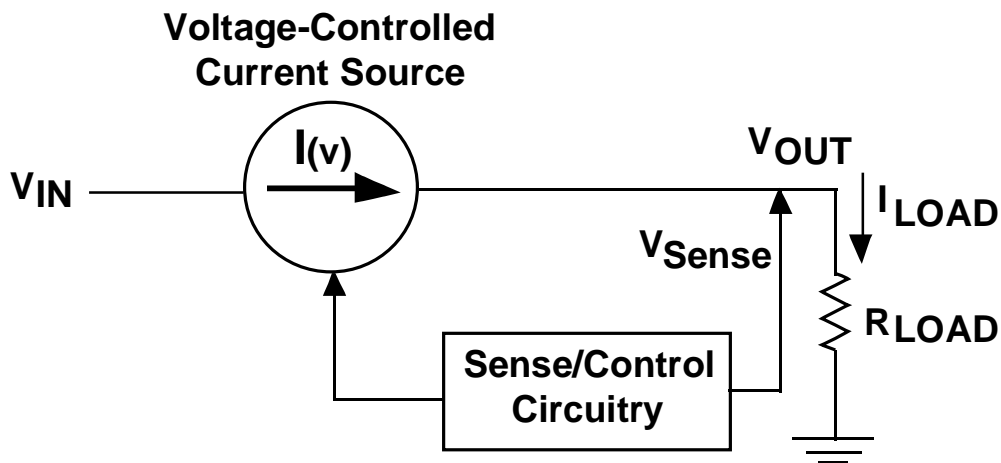 Voltage-Controlled
Current Source
I(v)
VIN
VOUT
ILOAD
VSense
RLOAD
Sense/Control
Circuitry